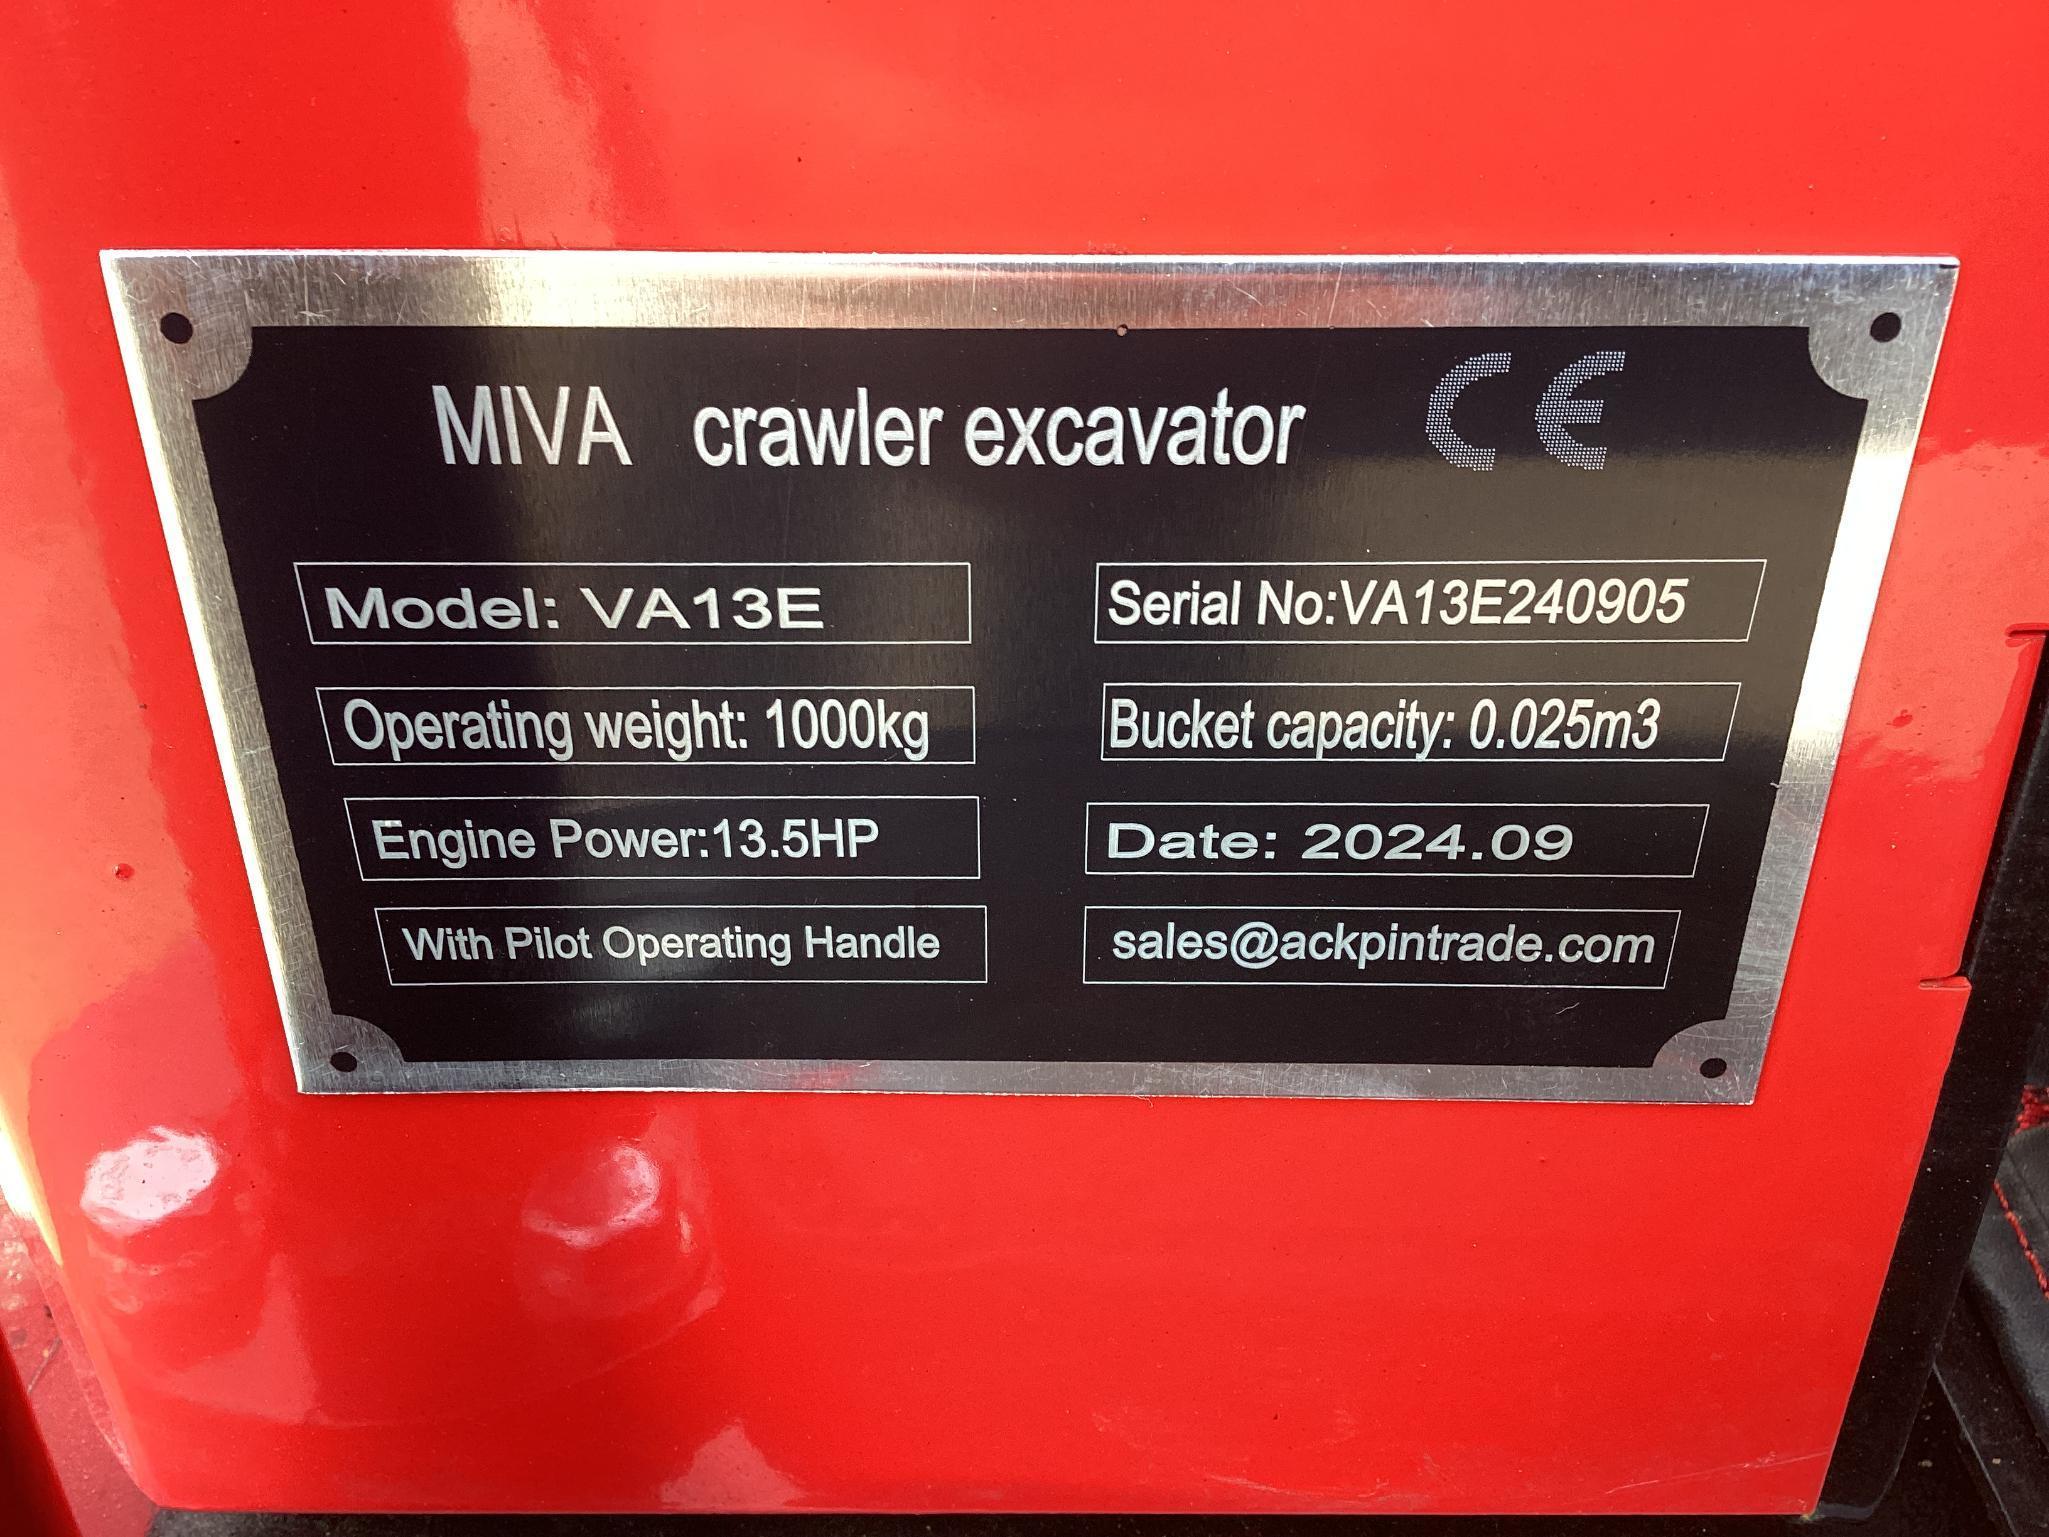 MIVA crawler excavator CE
Model: VA13E
Serial No:VA13E240905
Operating weight: 1000kg
Bucket capacity: 0.025m3
Engine Power:13.5HP
Date: 2024.09
With Pilot Operating Handle
sales@ackpintrade.com